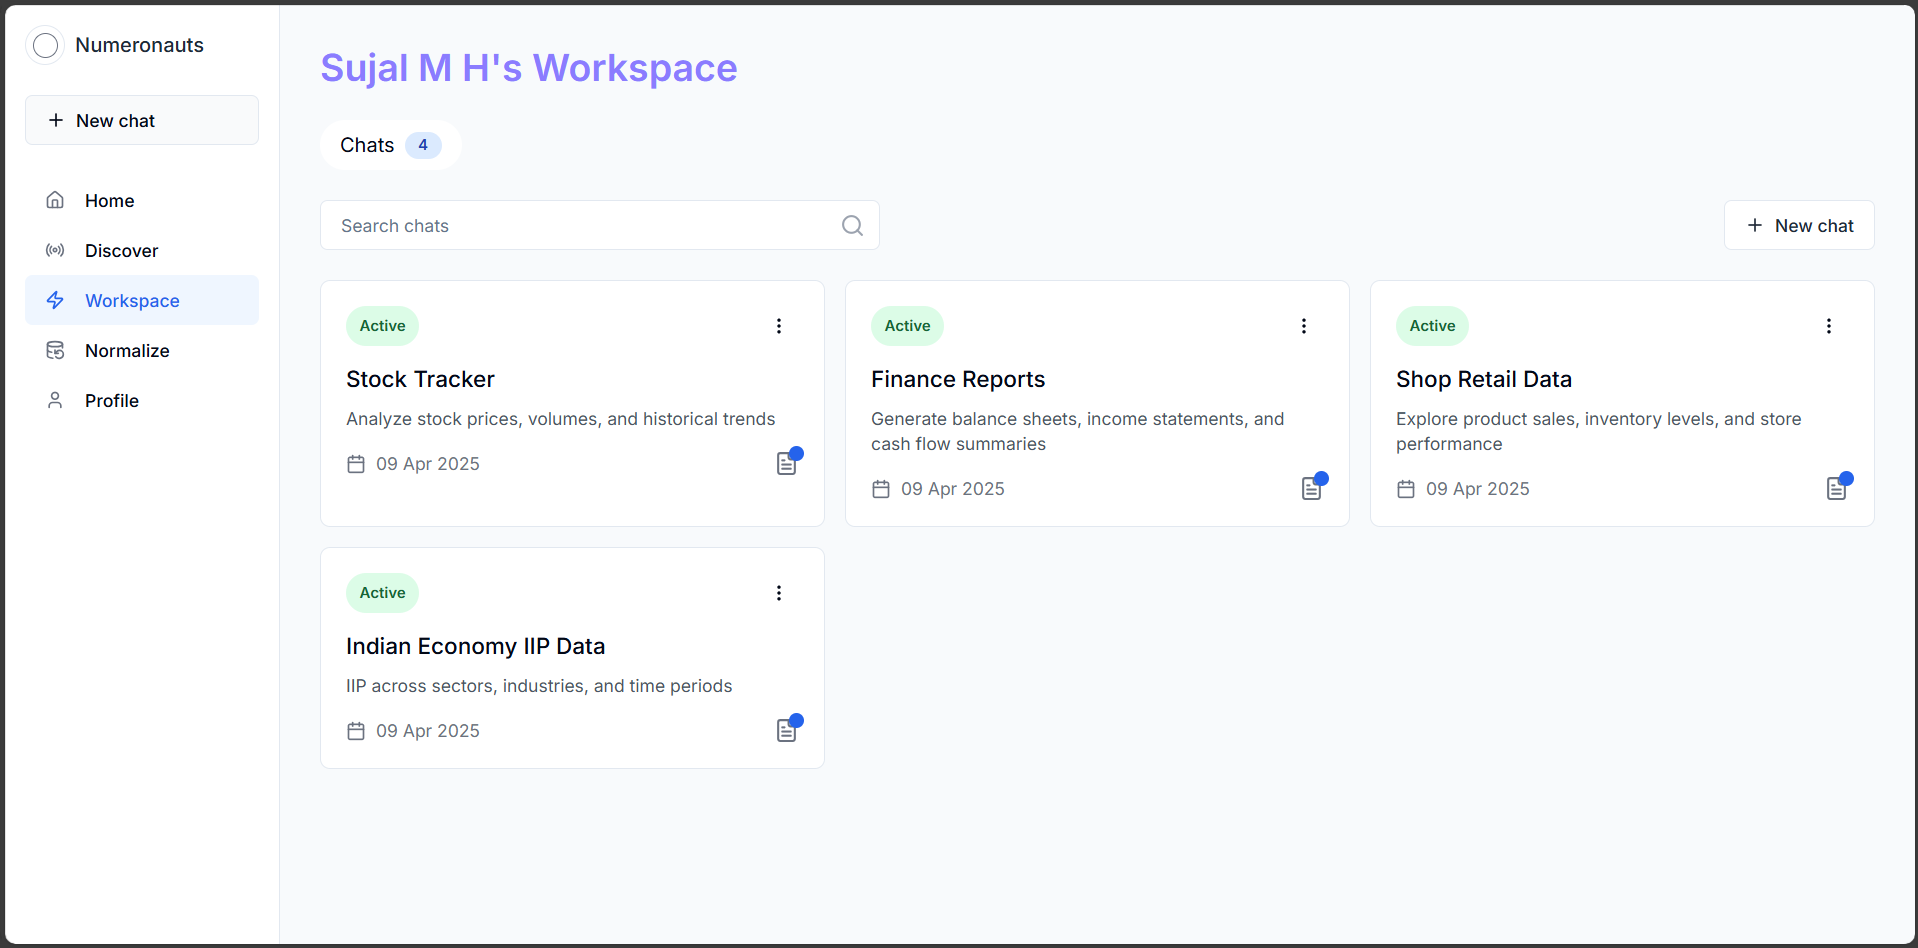 Numeronauts
New chat
Home
Discover
Workspace
Normalize
Profile
Sujal M H's Workspace
Chats 4
Search chats
New chat
Active
Stock Tracker
Analyze stock prices, volumes, and historical trends
09 Apr 2025
Active
Finance Reports
Generate balance sheets, income statements, and
cash flow summaries
09 Apr 2025
Active
Shop Retail Data
Explore product sales, inventory levels, and store
performance
09 Apr 2025
Active
Indian Economy IIP Data
IIP across sectors, industries, and time periods
09 Apr 2025